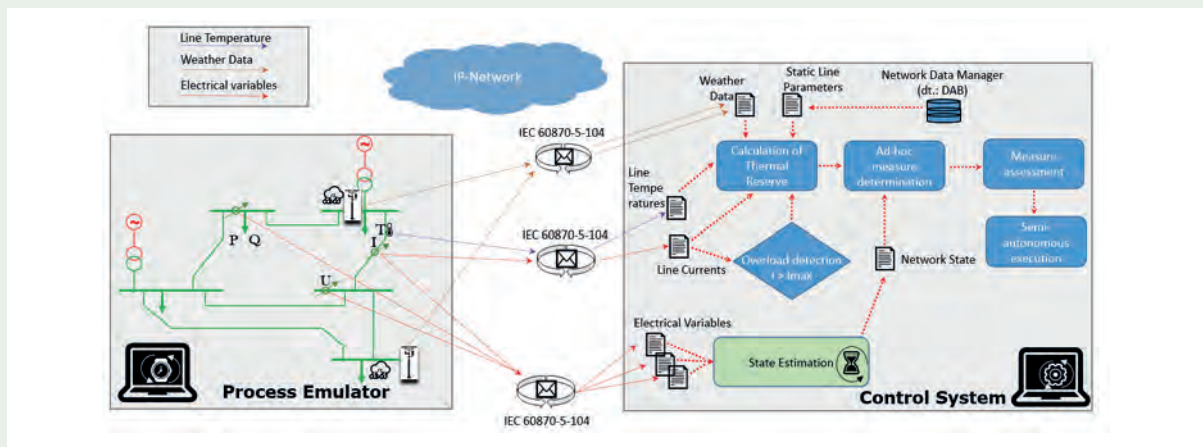 Line Temperature
Weather Data
Electrical variables
IP-Network
IEC 60870-5-104
IEC 60870-5-104
IEC 60870-5-104
P Q
T
I
U
Process Emulator
Weather
Data
Static Line
Parameters
Network Data Manager
(dt.: DAB)
Calculation of
Thermal
Reserve
Ad-hoc
measure
determination
Measure
assessment
Semi-
autonomous
execution
Line
Tempe
ratures
Line Currents
Overload detection
I > Imax
Network State
Electrical Variables
State Estimation
Control System